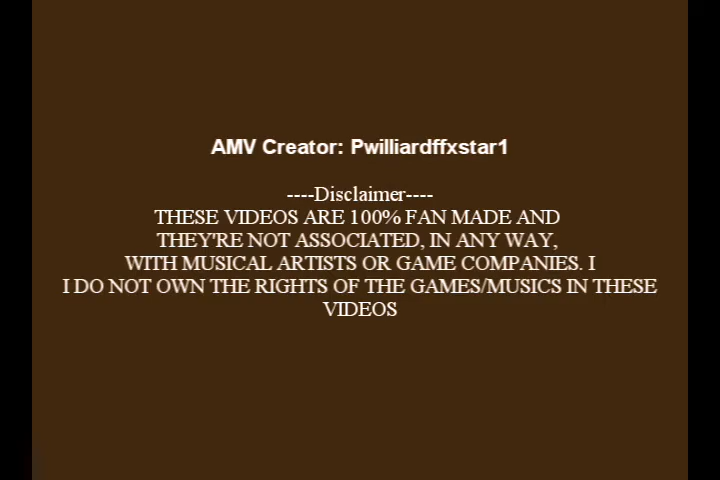 AMV Creator: Pwilliardffxstar1
----Disclaimer----
THESE VIDEOS ARE 100% FAN MADE AND
THEY'RE NOT ASSOCIATED, IN ANY WAY,
WITH MUSICAL ARTISTS OR GAME COMPANIES. I
I DO NOT OWN THE RIGHTS OF THE GAMES/MUSICS IN THESE
VIDEOS